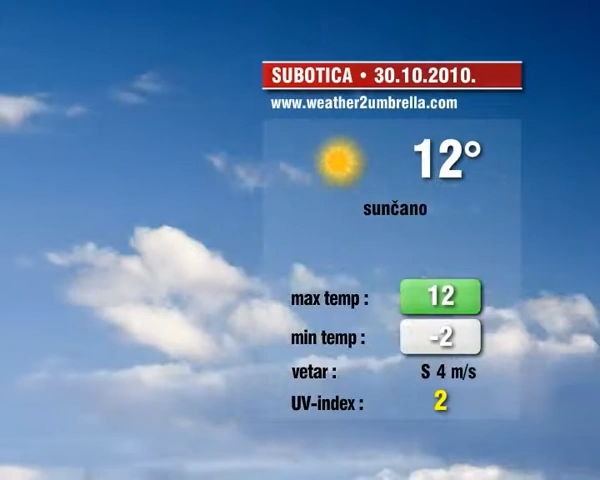 SUBOTICA • 30.10.2010.
www.weather2umbrella.com
12°
sunčano
max temp : 12
min temp : -2
vetar : S 4 m/s
UV-index : 2